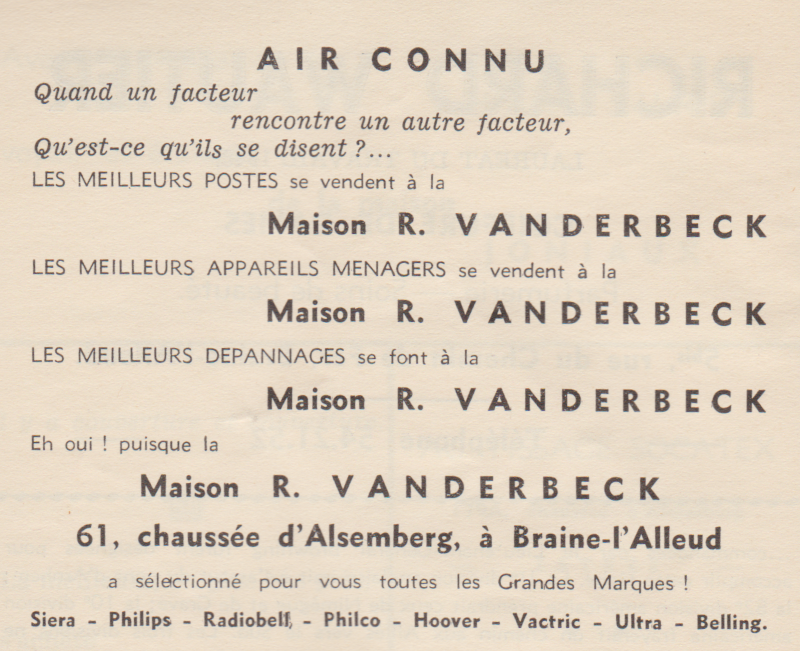 AIR CONNU
Quand un facteur
rencontre un autre facteur,
Qu'est-ce qu'ils se disent ?...
LES MEILLEURS POSTES se vendent à la
Maison R. VANDERBECK
LES MEILLEURS APPAREILS MENAGERS se vendent à la
Maison R. VANDERBECK
LES MEILLEURS DEPANNAGES se font à la
Maison R. VANDERBECK
Eh oui ! puisque la
Maison R. VANDERBECK
61, chaussée d'Alsemberg, à Braine-l'Alleud
a sélectionné pour vous toutes les Grandes Marques !
Siera - Philips - Radiobell, - Philco - Hoover - Vactric - Ultra - Belling.